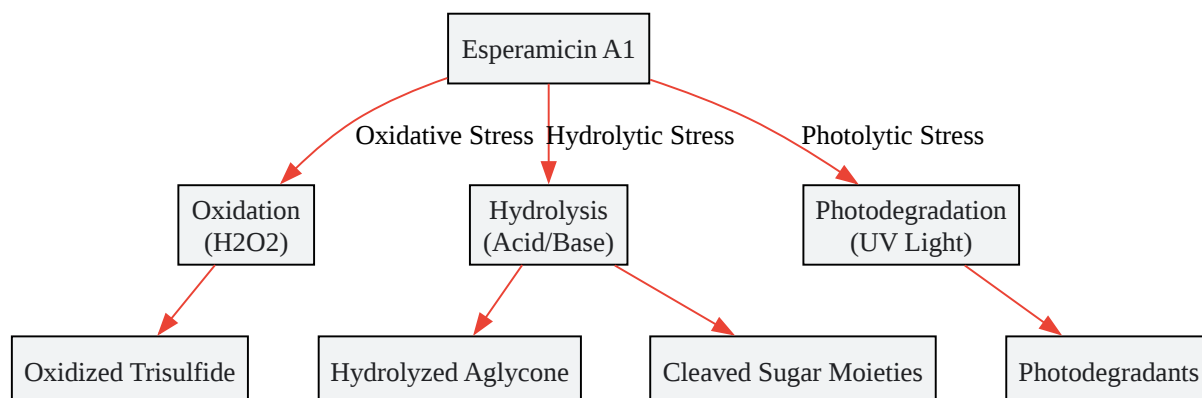 Esperamicin A1
Oxidative Stress
Hydrolytic Stress
Photolytic Stress
Oxidation
(H2O2)
Hydrolysis
(Acid/Base)
Photodegradation
(UV Light)
Oxidized Trisulfide
Hydrolyzed Aglycone
Cleaved Sugar Moieties
Photodegradants